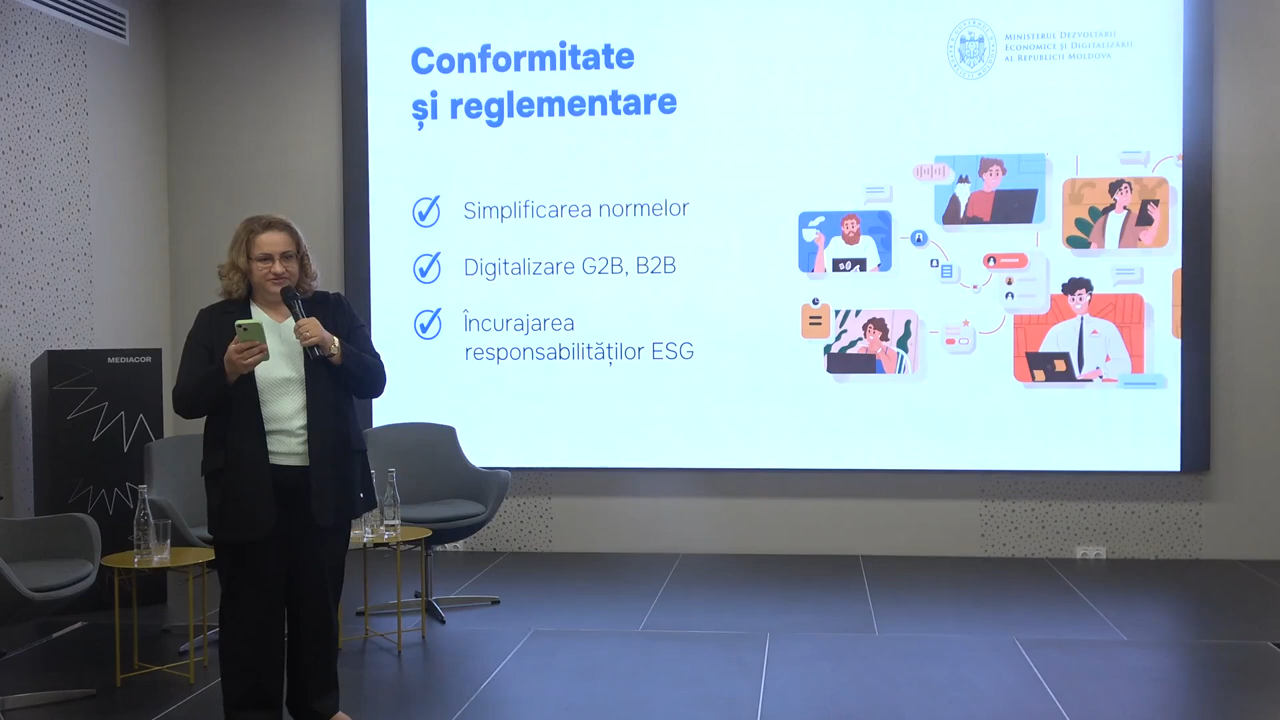 Conformitate
și reglementare
MINISTERUL DEZVOLTĂRII
ECONOMICE ȘI DIGITALIZĂRII
AL REPUBLICII MOLDOVA
Simplificarea normelor
Digitalizare G2B, B2B
Încurajarea
responsabilităților ESG
MEDIACOR